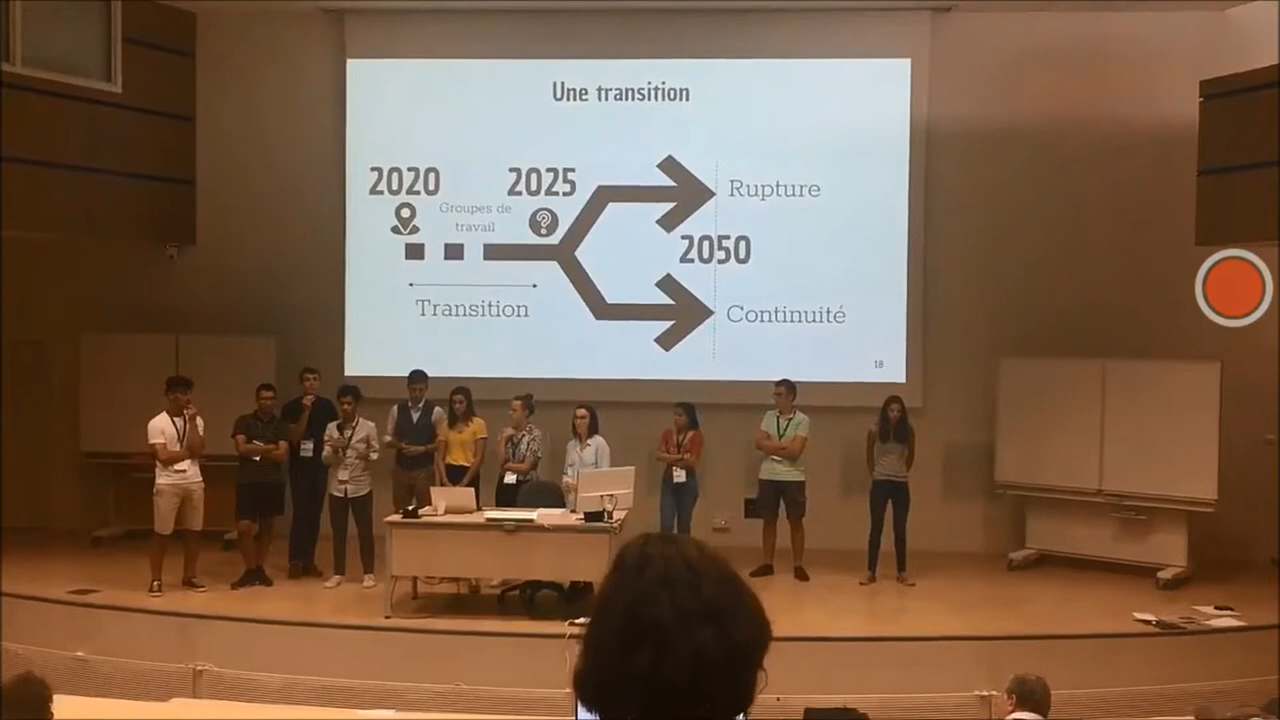 Une transition
2020
2025
Groupes de
travail
Rupture
2050
Transition
Continuité
18